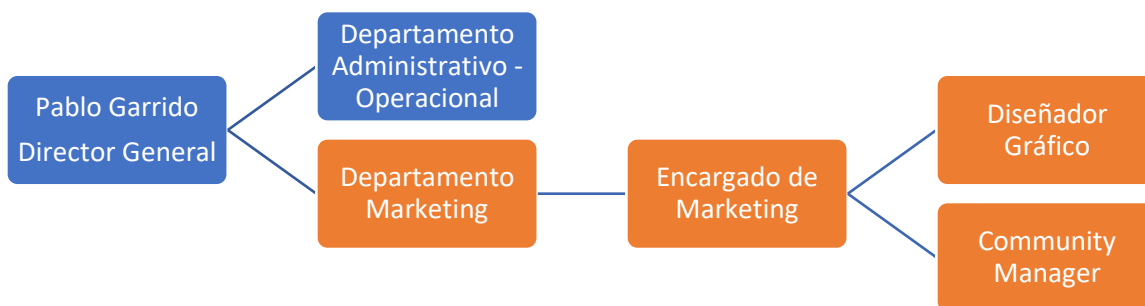 Pablo Garrido
Director General
Departamento
Administrativo -
Operacional
Departamento
Marketing
Encargado de
Marketing
Diseñador
Gráfico
Community
Manager